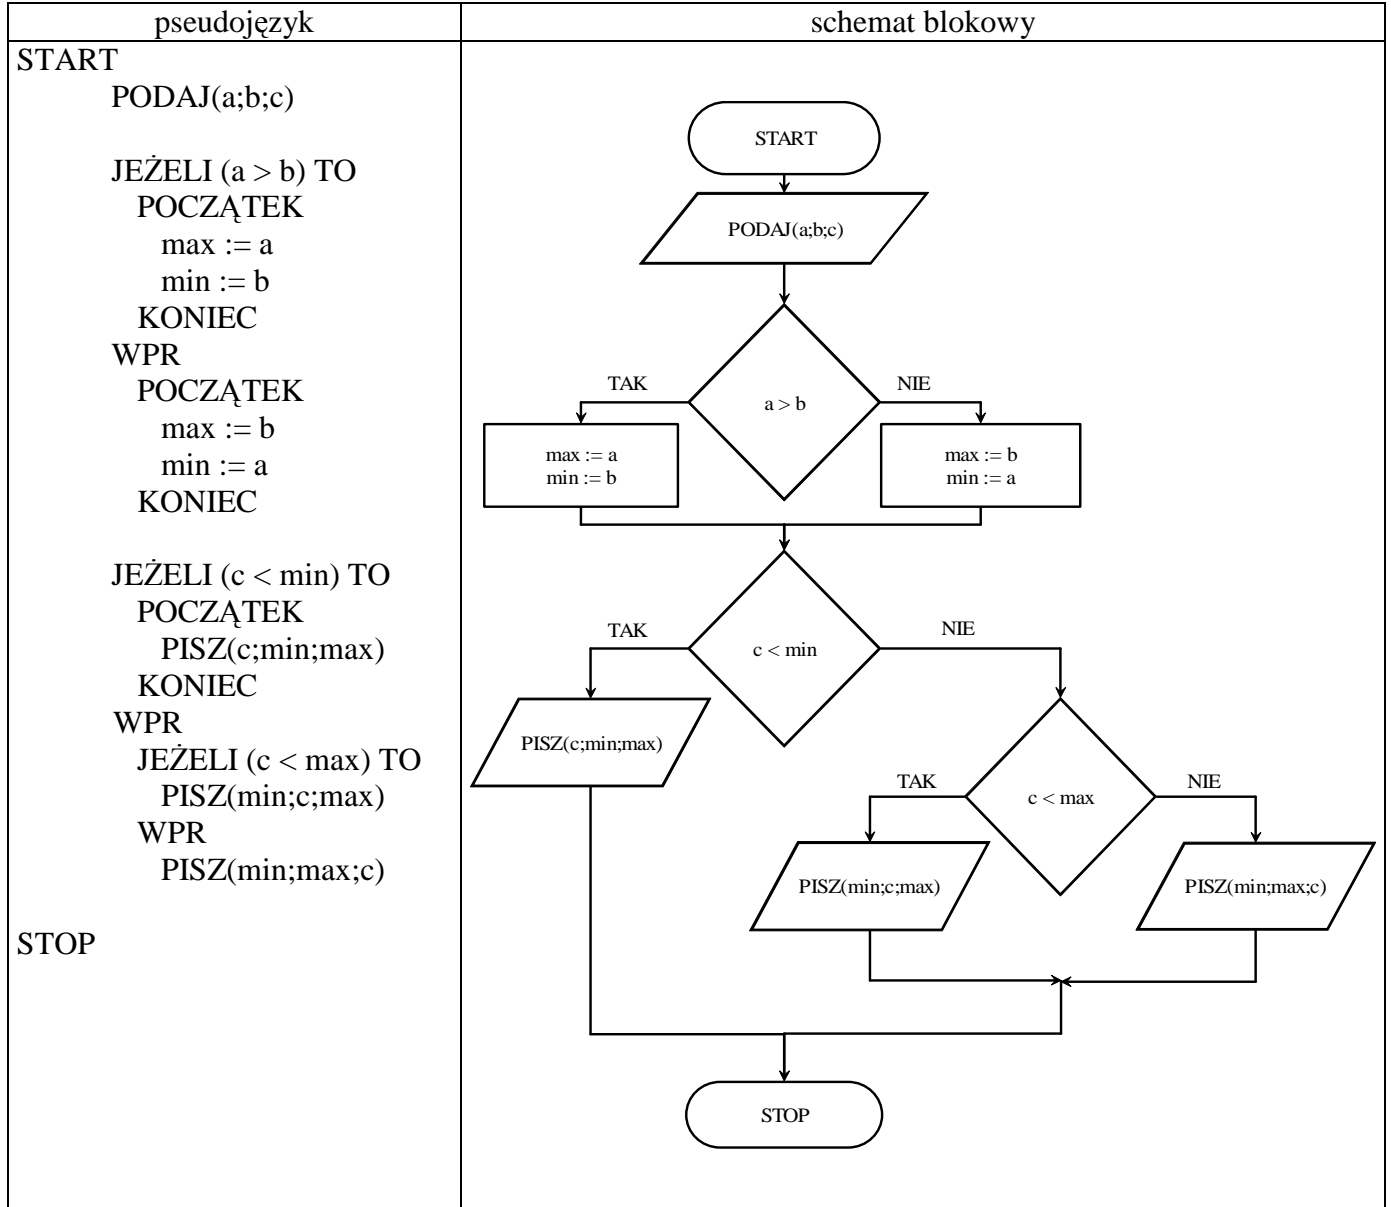 pseudojęzyk
schemat blokowy
START
PODAJ(a;b;c)
JEŻELI (a > b) TO
POCZĄTEK
max := a
min := b
KONIEC
WPR
POCZĄTEK
max := b
min := a
KONIEC
JEŻELI (c < min) TO
POCZĄTEK
PISZ(c;min;max)
KONIEC
WPR
JEŻELI (c < max) TO
PISZ(min;c;max)
WPR
PISZ(min;max;c)
STOP
START
PODAJ(a;b;c)
a > b
TAK
NIE
max := a
min := b
max := b
min := a
c < min
TAK
NIE
PISZ(c;min;max)
c < max
TAK
NIE
PISZ(min;c;max)
PISZ(min;max;c)
STOP